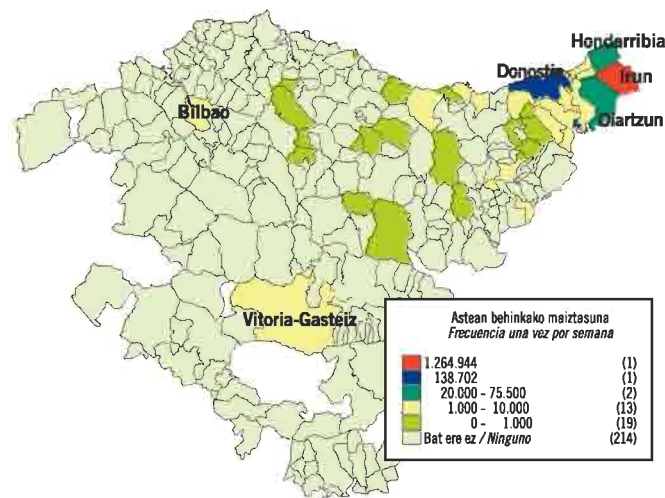 Hondarribia
Donostia
Irun
Bilbao
Oiartzun
Vitoria-Gasteiz
Astean behinkako maiztasuna
Frecuencia una vez por semana
1.264.944 (1)
138.702 (1)
20.000 - 75.500 (2)
1.000 - 10.000 (13)
0 - 1.000 (19)
Bat ere ez / Ninguno (214)